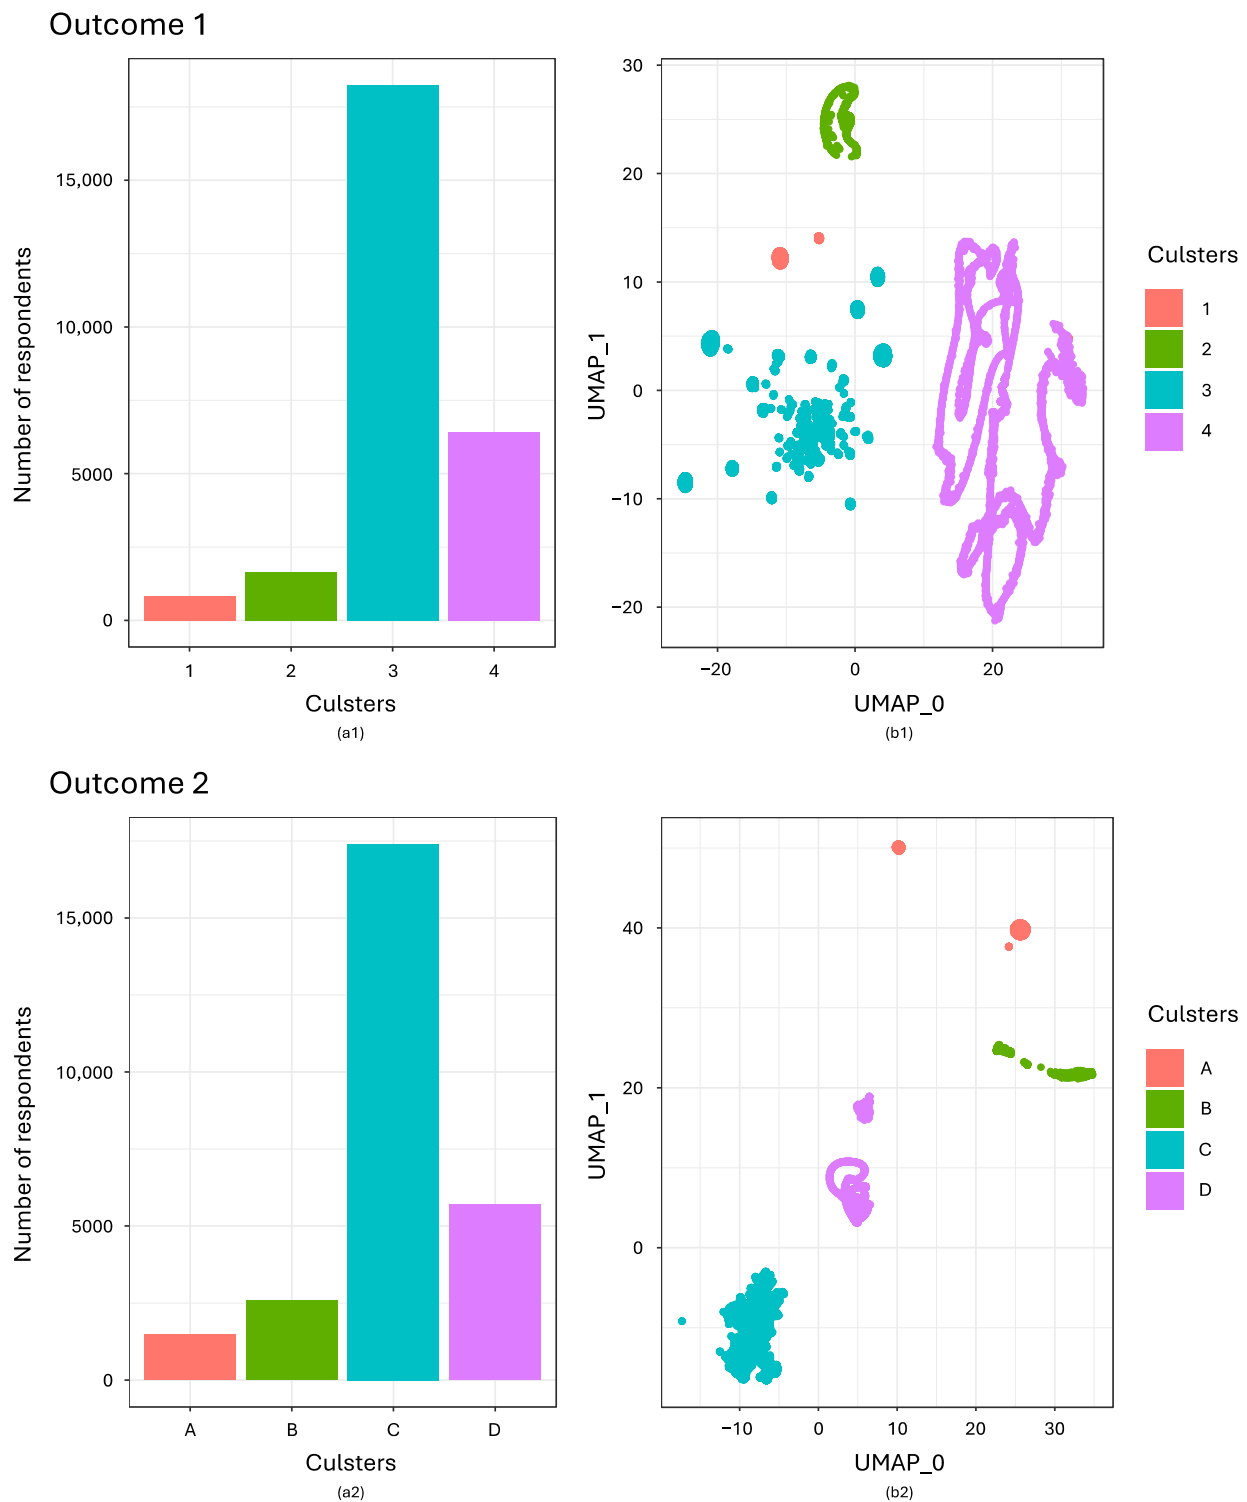 Outcome 1
Number of respondents
15,000
10,000
5000
0
1 2 3 4
Culsters
(a1)
UMAP_1
30
20
10
0
−10
−20
−20 0 20
UMAP_0
(b1)
Culsters
1
2
3
4
Outcome 2
Number of respondents
15,000
10,000
5000
0
A B C D
Culsters
(a2)
UMAP_1
40
20
0
−10 0 10 20 30
UMAP_0
(b2)
Culsters
A
B
C
D